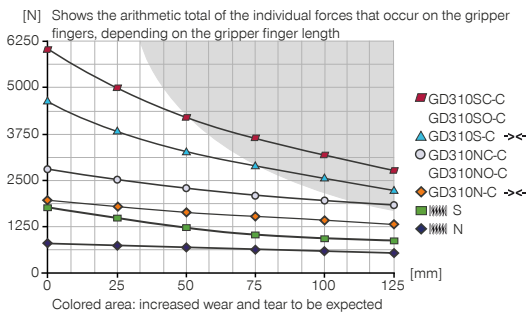 [N] Shows the arithmetic total of the individual forces that occur on the gripper
fingers, depending on the gripper finger length
6250
5000
3750
2500
1250
0
0 25 50 75 100 125
[mm]
GD310SC-C
GD310SO-C
GD310S-C
GD310NC-C
GD310NO-C
GD310N-C
S
N
Colored area: increased wear and tear to be expected